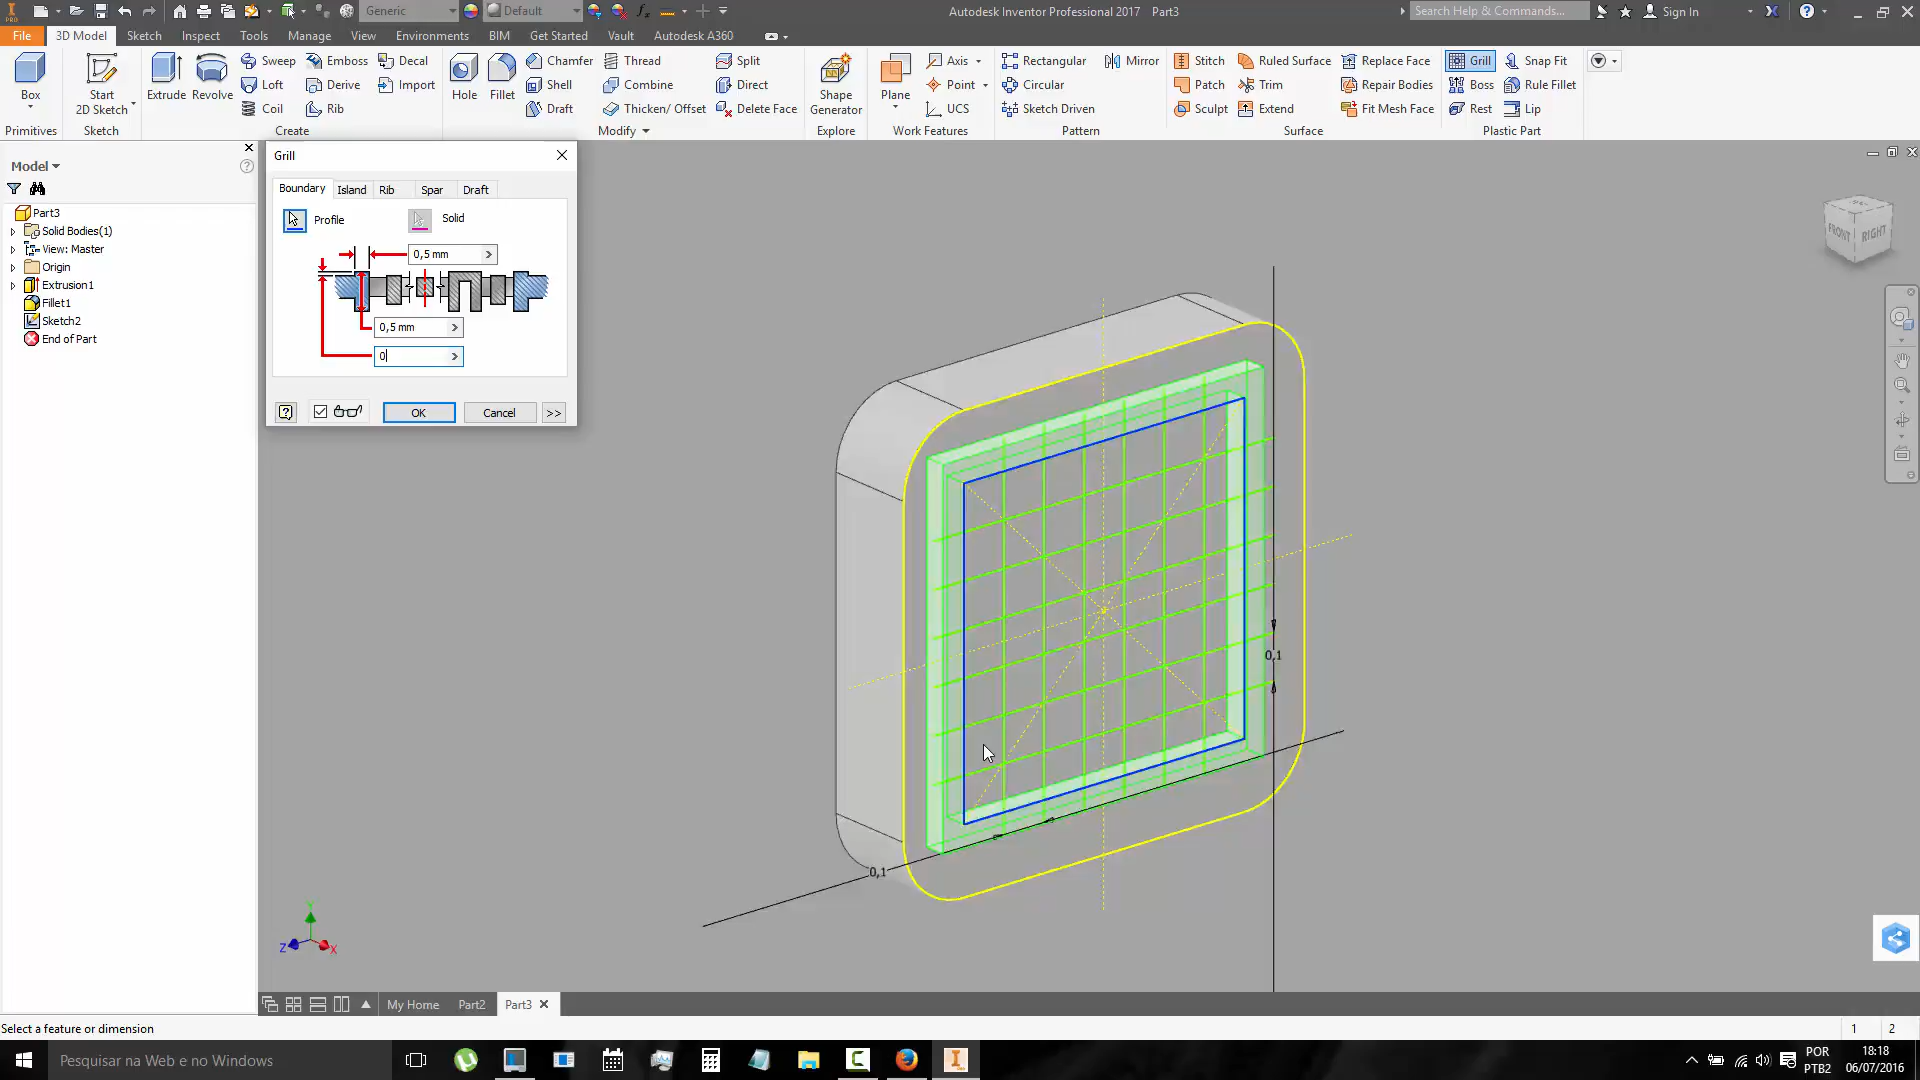 Generic Default Autodesk Inventor Professional 2017 Part3 Search Help & Commands... Sign In
File 3D Model Sketch Inspect Tools Manage View Environments BIM Get Started Vault Autodesk A360
Sweep Emboss Decal Chamfer Thread Split Axis Rectangular Mirror Stitch Ruled Surface Replace Face Grill Snap Fit
Loft Derive Import Shell Combine Direct Point Circular Patch Trim Repair Bodies Boss Rule Fillet
Box Start 2D Sketch Extrude Revolve Hole Fillet Shape Generator Plane
Coil Rib Draft Thicken/ Offset Delete Face UCS Sketch Driven Sculpt Extend Fit Mesh Face Rest Lip
Primitives Sketch Create Modify Explore Work Features Pattern Surface Plastic Part
Model
Part3
Solid Bodies(1)
View: Master
Origin
Extrusion1
Fillet1
Sketch2
End of Part
Grill
Boundary Island Rib Spar Draft
Profile Solid
0,5 mm
0,5 mm
0
OK Cancel >>
FRONT RIGHT
0,1
0,1
Y
Z X
My Home Part2 Part3
Select a feature or dimension 1 2
Pesquisar na Web e no Windows
POR
PTB2
18:18
06/07/2016